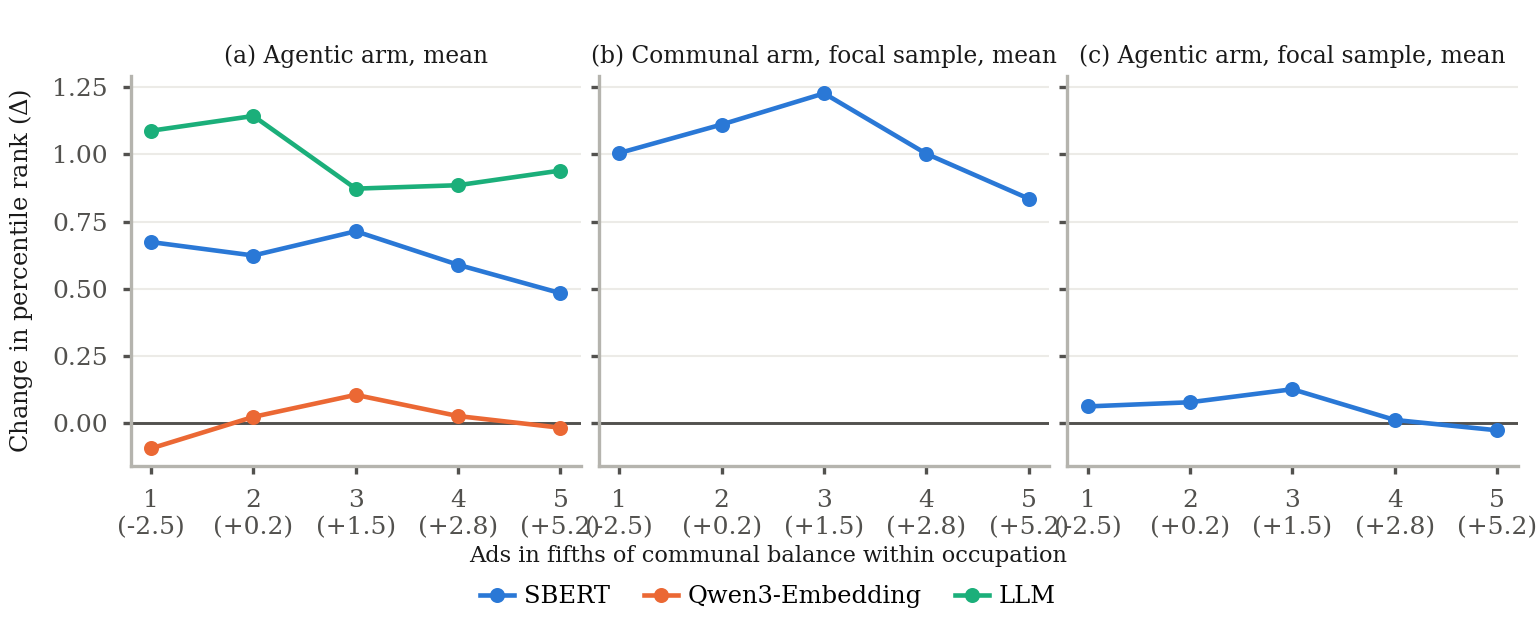 (a) Agentic arm, mean
(b) Communal arm, focal sample, mean
(c) Agentic arm, focal sample, mean
Change in percentile rank (Δ)
1.25
1.00
0.75
0.50
0.25
0.00
1 2 3 4 5
(-2.5) (+0.2) (+1.5) (+2.8) (+5.2)
1 2 3 4 5
(-2.5) (+0.2) (+1.5) (+2.8) (+5.2)
1 2 3 4 5
(-2.5) (+0.2) (+1.5) (+2.8) (+5.2)
Ads in fifths of communal balance within occupation
SBERT Qwen3-Embedding LLM